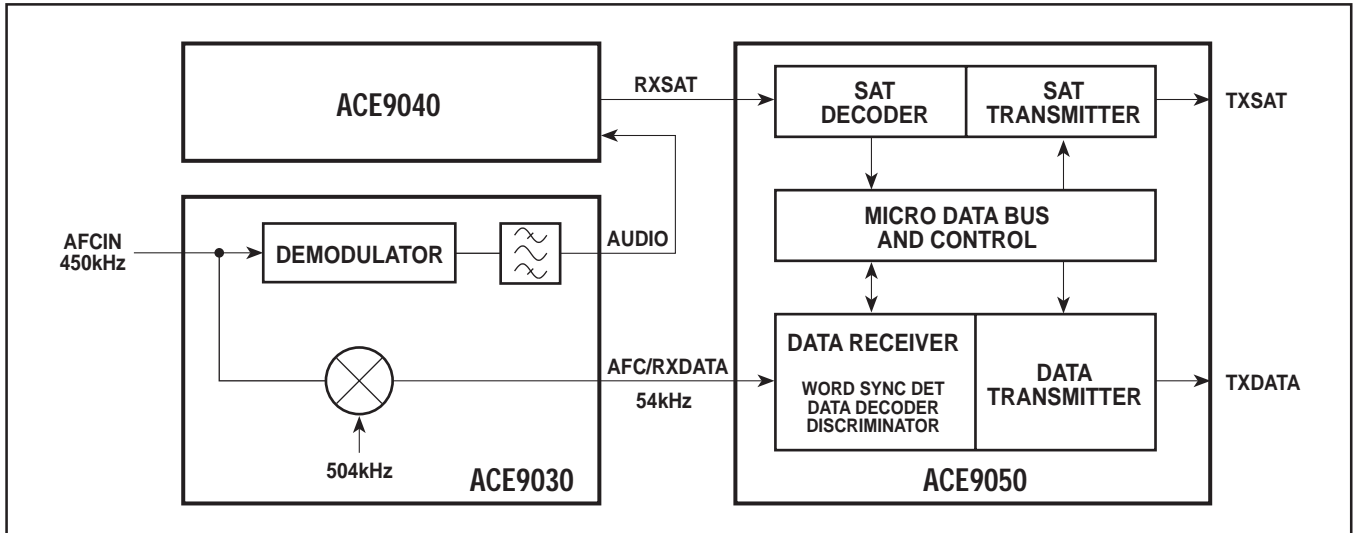 ACE9040
RXSAT
SAT
DECODER
SAT
TRANSMITTER
TXSAT
AFCIN
450kHz
DEMODULATOR
AUDIO
MICRO DATA BUS
AND CONTROL
504kHz
ACE9030
AFC/RXDATA
54kHz
DATA RECEIVER
WORD SYNC DET
DATA DECODER
DISCRIMINATOR
DATA
TRANSMITTER
TXDATA
ACE9050